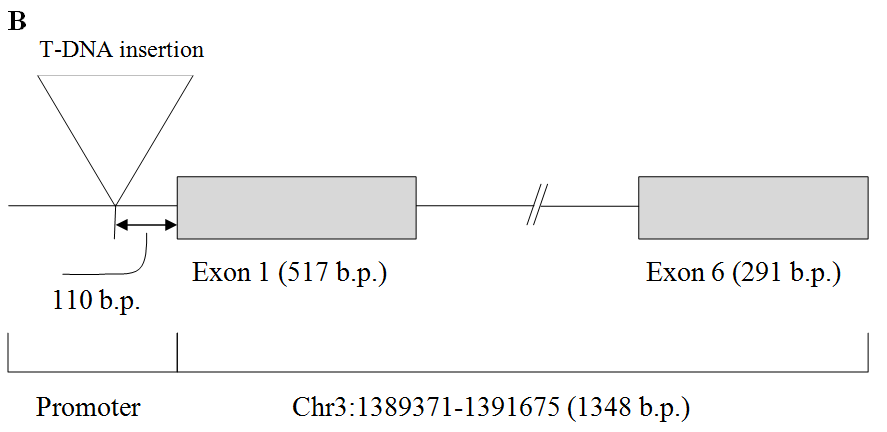 B
T-DNA insertion
Exon 1 (517 b.p.)
Exon 6 (291 b.p.)
110 b.p.
Promoter
Chr3:1389371-1391675 (1348 b.p.)